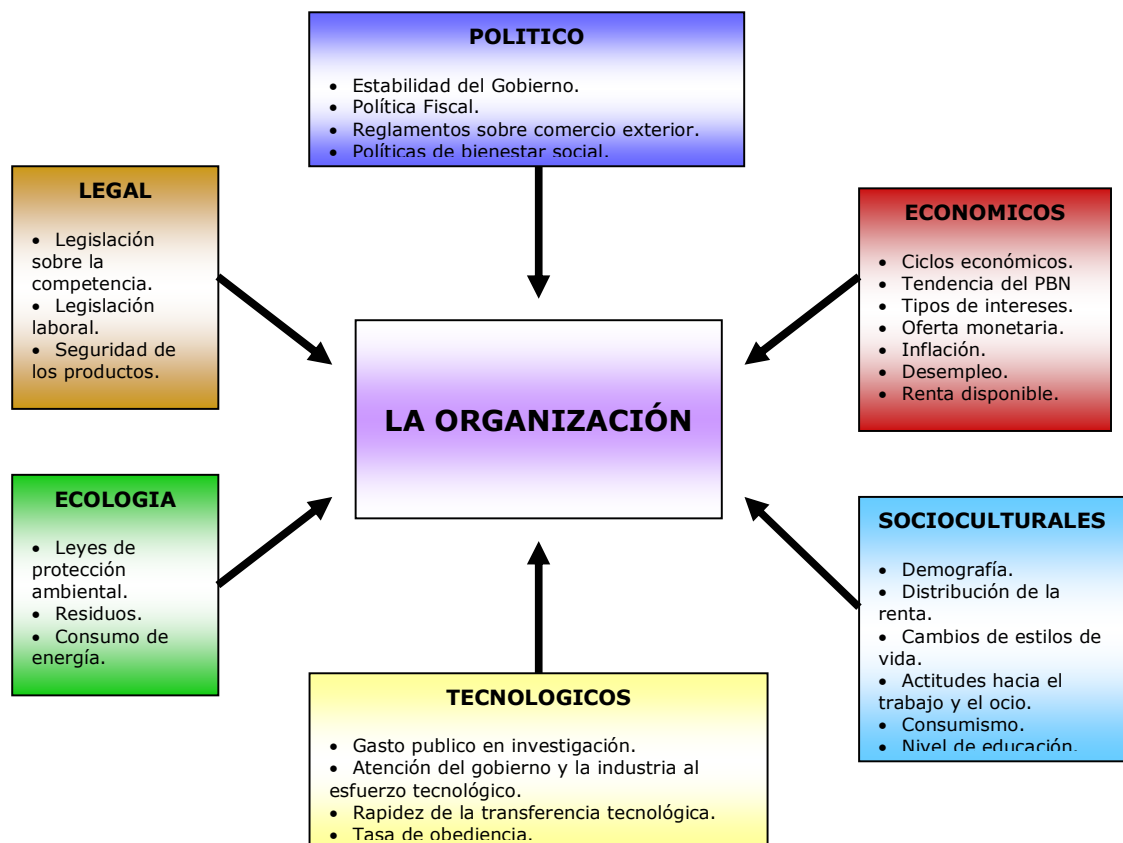 POLITICO
• Estabilidad del Gobierno.
• Política Fiscal.
• Reglamentos sobre comercio exterior.
• Políticas de bienestar social.
LEGAL
• Legislación
sobre la
competencia.
• Legislación
laboral.
• Seguridad de
los productos.
ECONOMICOS
• Ciclos económicos.
• Tendencia del PBN
• Tipos de intereses.
• Oferta monetaria.
• Inflación.
• Desempleo.
• Renta disponible.
LA ORGANIZACIÓN
ECOLOGIA
• Leyes de
protección
ambiental.
• Residuos.
• Consumo de
energía.
SOCIOCULTURALES
• Demografía.
• Distribución de la
renta.
• Cambios de estilos de
vida.
• Actitudes hacia el
trabajo y el ocio.
• Consumismo.
• Nivel de educación.
TECNOLOGICOS
• Gasto publico en investigación.
• Atención del gobierno y la industria al
esfuerzo tecnológico.
• Rapidez de la transferencia tecnológica.
• Tasa de obediencia.